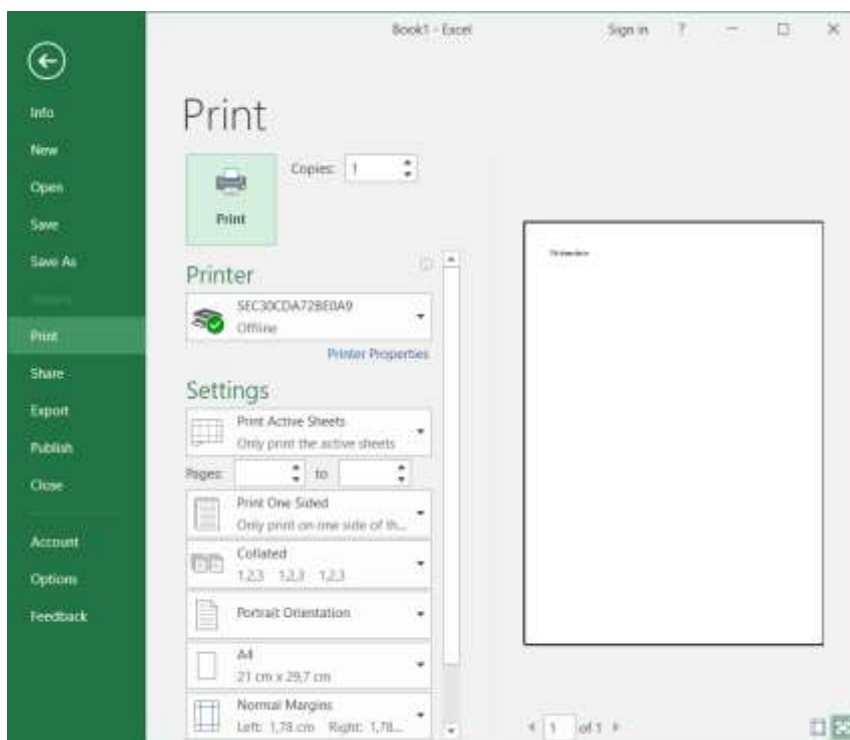 Book1 - Excel
Sign in ?
Info
New
Open
Save
Save As
Print
Share
Export
Publish
Close
Account
Options
Feedback
Print
Copies: 1
Print
Printer
SEC30CDA72BE0A9
Offline
Printer Properties
Settings
Print Active Sheets
Only print the active sheets
Pages: to
Print One Sided
Only print on one side of th...
Collated
1,2,3 1,2,3 1,2,3
Portrait Orientation
A4
21 cm x 29,7 cm
Normal Margins
Left: 1,78 cm Right: 1,78...
1 of 1